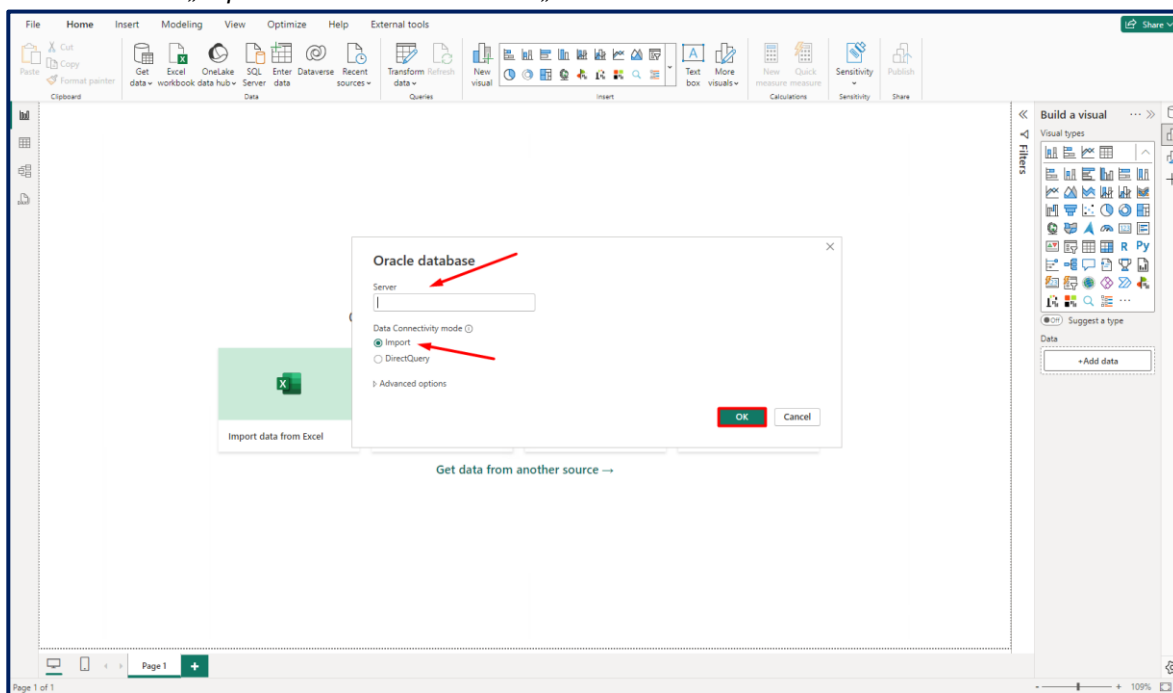 File Home Insert Modeling View Optimize Help External tools
Share
Paste
Cut
Copy
Format painter
Clipboard
Get data
Excel workbook
OneLake data hub
SQL Server
Enter data
Dataverse
Recent sources
Data
Transform data
Refresh
Queries
New visual
Text box
More visuals
Insert
New measure
Quick measure
Calculations
Sensitivity
Sensitivity
Publish
Share
Filters
Build a visual
Visual types
R Py
Off Suggest a type
Data
+Add data
Oracle database
Server
Data Connectivity mode
Import
DirectQuery
Advanced options
OK Cancel
Import data from Excel
Get data from another source →
Page 1
Page 1 of 1
109%